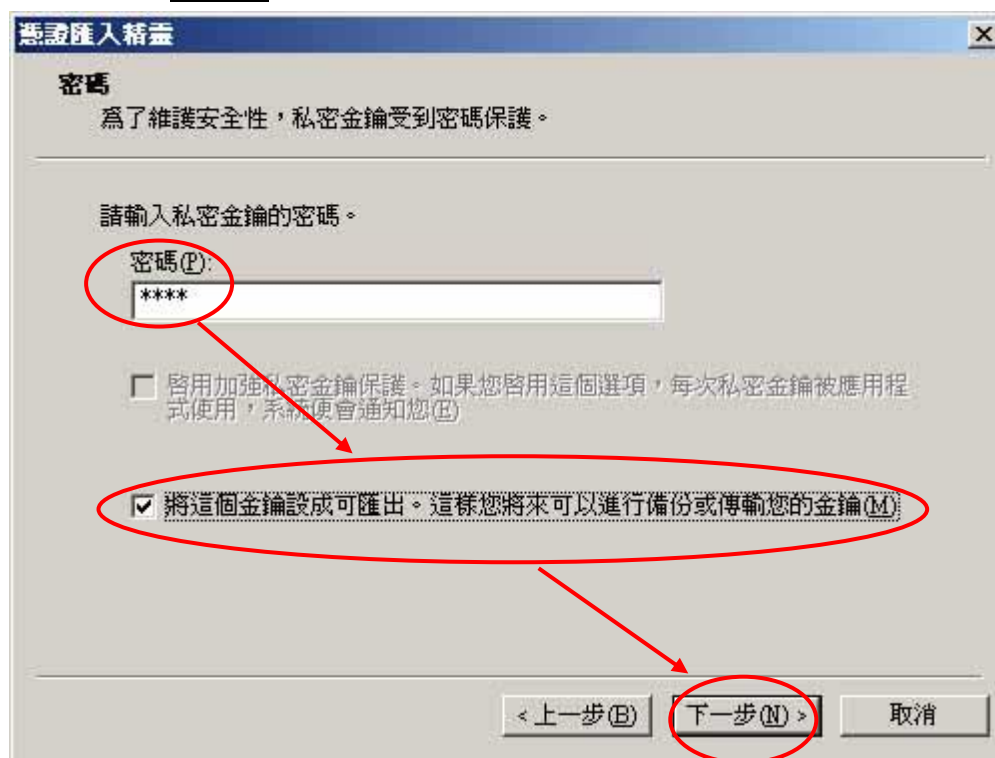 憑證匯入精靈
密碼
為了維護安全性,私密金鑰受到密碼保護。
請輸入私密金鑰的密碼。
密碼(P):
****
啓用加強私密金鑰保護。如果您啓用這個選項,每次私密金鑰被應用程
式使用,系統便會通知您(E)
將這個金鑰設成可匯出。這樣您將來可以進行備份或傳輸您的金鑰(M)
<上一步(B)
下一步(N) >
取消